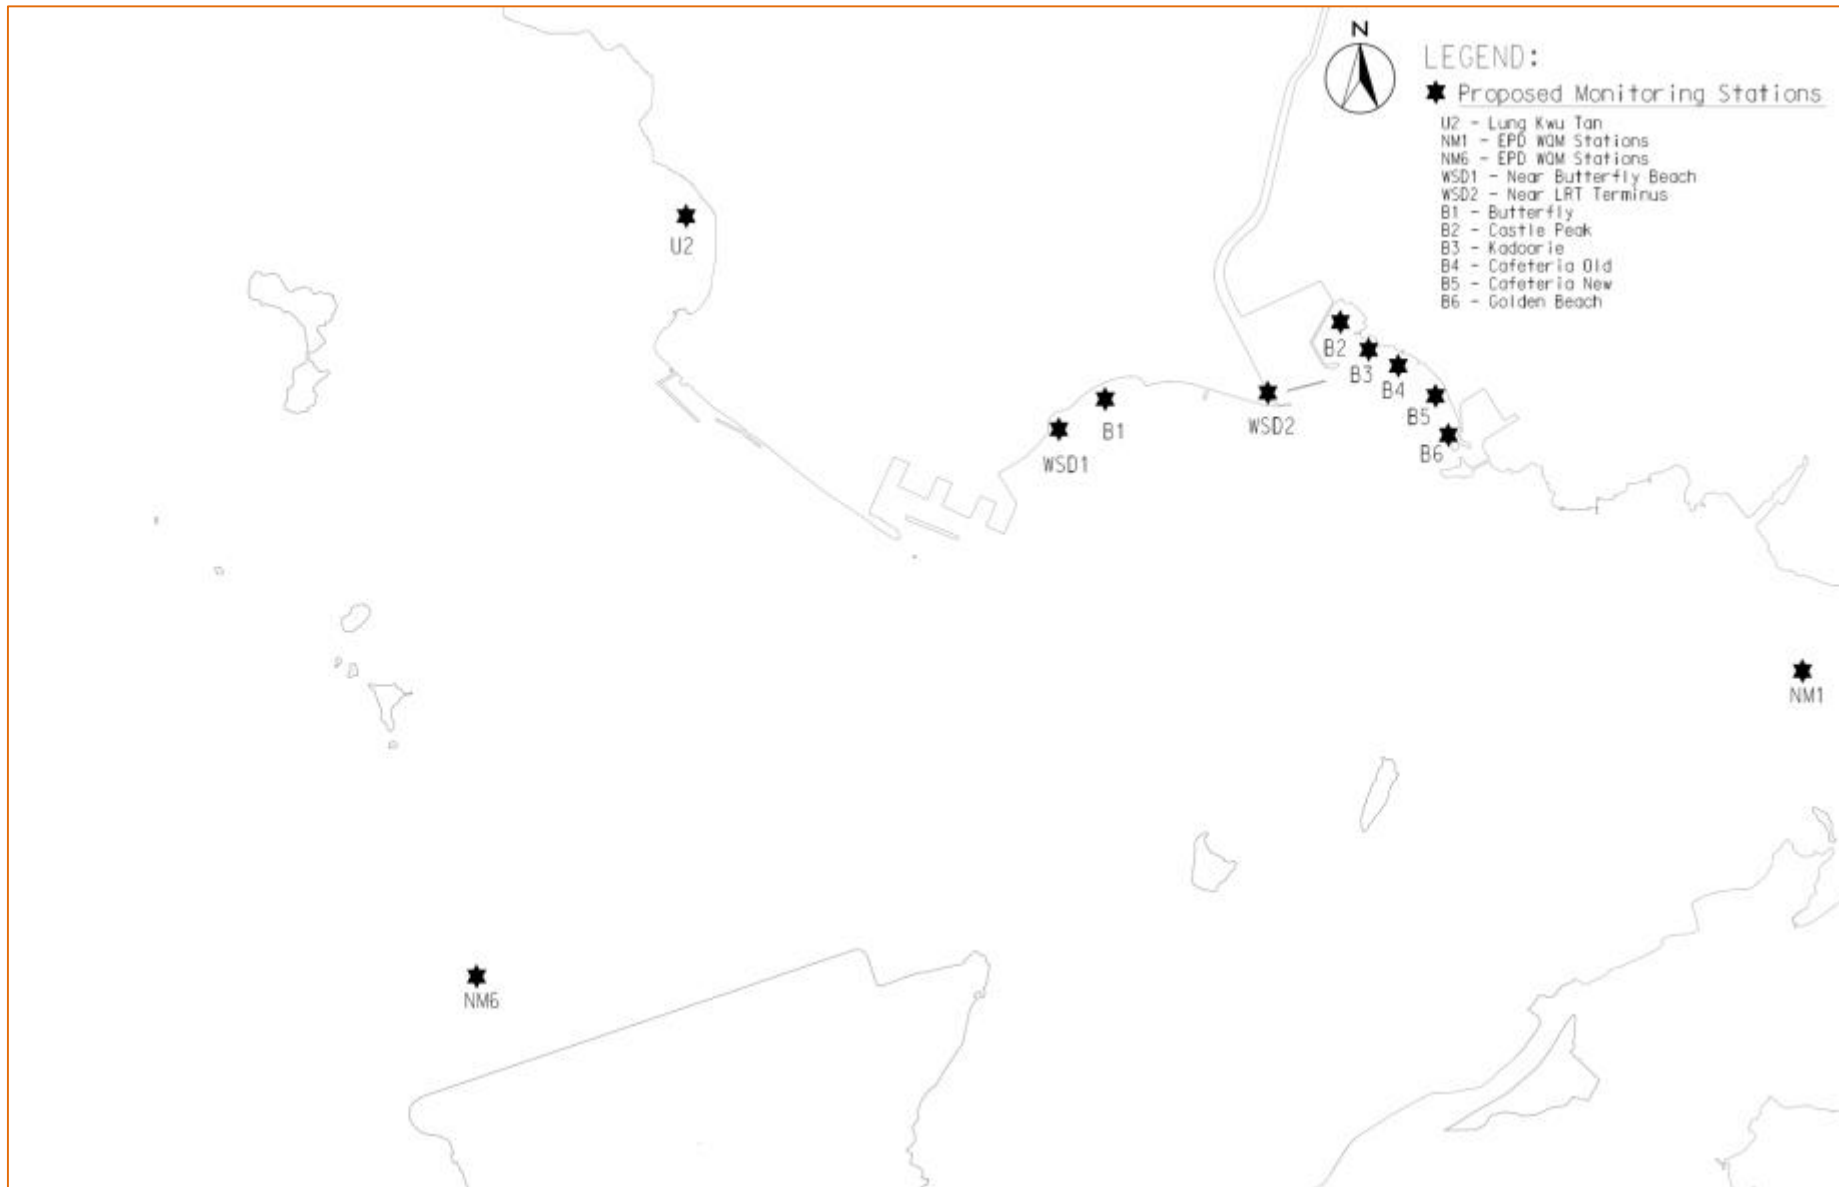 N
LEGEND:
Proposed Monitoring Stations
U2 - Lung Kwu Tan
NM1 - EPD WQM Stations
NM6 - EPD WQM Stations
WSD1 - Near Butterfly Beach
WSD2 - Near LRT Terminus
B1 - Butterfly
B2 - Castle Peak
B3 - Kadoorie
B4 - Cafeteria Old
B5 - Cafeteria New
B6 - Golden Beach
U2
B2
B3
B4
B5
B6
WSD2
B1
WSD1
NM1
NM6